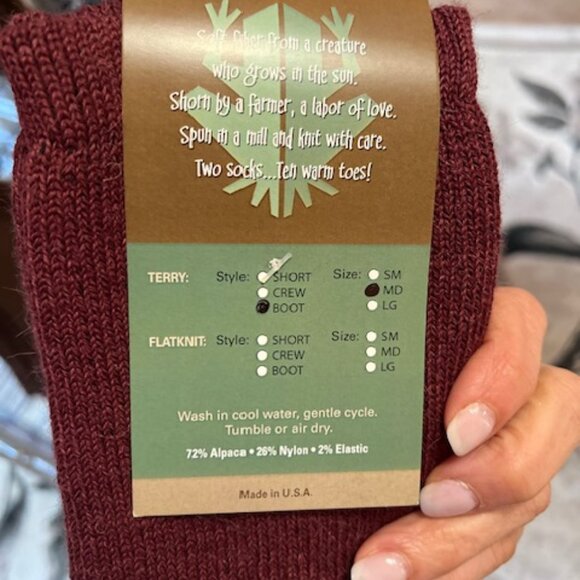 Soft fiber from a creature
who grows in the sun.
Shorn by a farmer, a labor of love.
Spun in a mill and knit with care.
Two socks...Ten warm toes!
TERRY: Style: SHORT Size: SM
CREW MD
BOOT LG
FLATKNIT: Style: SHORT Size: SM
CREW MD
BOOT LG
Wash in cool water, gentle cycle.
Tumble or air dry.
72% Alpaca • 26% Nylon • 2% Elastic
Made in U.S.A.